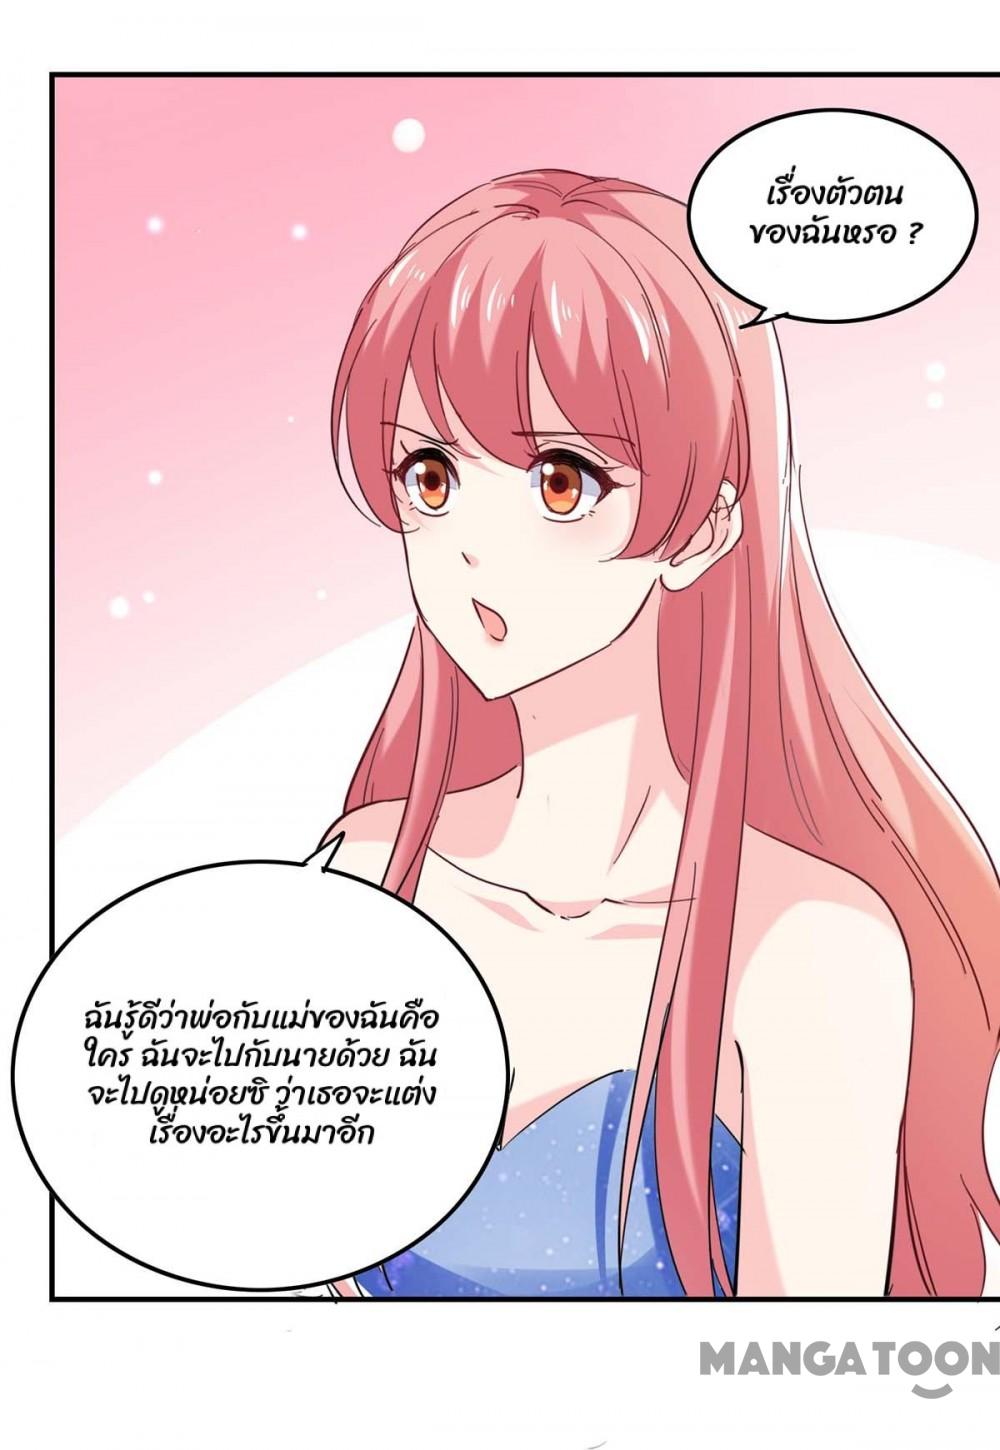 เรื่องตัวตน
ของฉันหรอ ?
ฉันรู้ดีว่าพ่อกับแม่ของฉันคือ
ใคร ฉันจะไปกับนายด้วย ฉัน
จะไปดูหน่อยซิ ว่าเธอจะแต่ง
เรื่องอะไรขึ้นมาอีก
MANGATOON